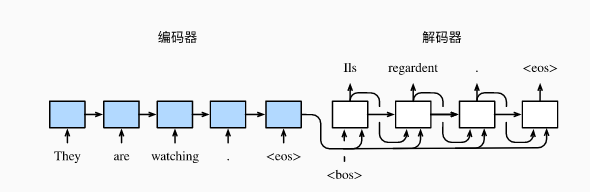 编码器 解码器
Ils regardent . <eos>
They are watching . <eos>
<bos>